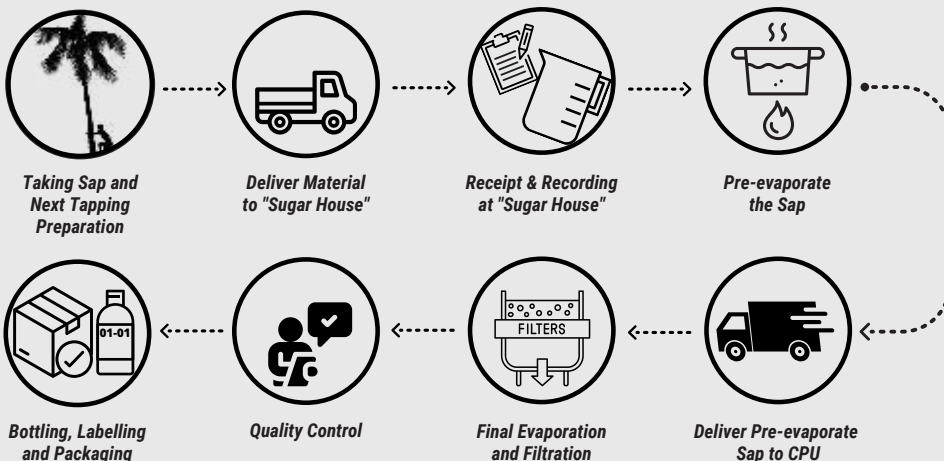 Taking Sap and
Next Tapping
Preparation
Deliver Material
to "Sugar House"
Receipt & Recording
at "Sugar House"
Pre-evaporate
the Sap
01-01
Bottling, Labelling
and Packaging
Quality Control
FILTERS
Final Evaporation
and Filtration
Deliver Pre-evaporate
Sap to CPU